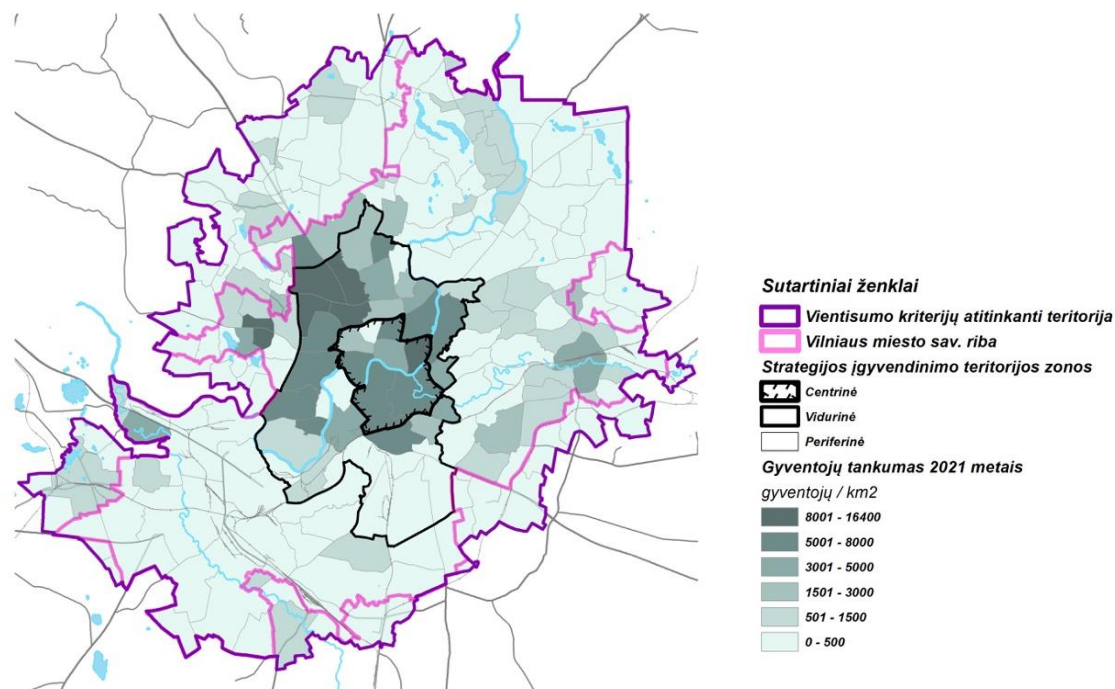 Sutartiniai ženklai
Vientisumo kriterijų atitinkanti teritorija
Vilniaus miesto sav. riba
Strategijos įgyvendinimo teritorijos zonos
Centrinė
Vidurinė
Periferinė
Gyventojų tankumas 2021 metais
gyventojų / km2
8001 - 16400
5001 - 8000
3001 - 5000
1501 - 3000
501 - 1500
0 - 500